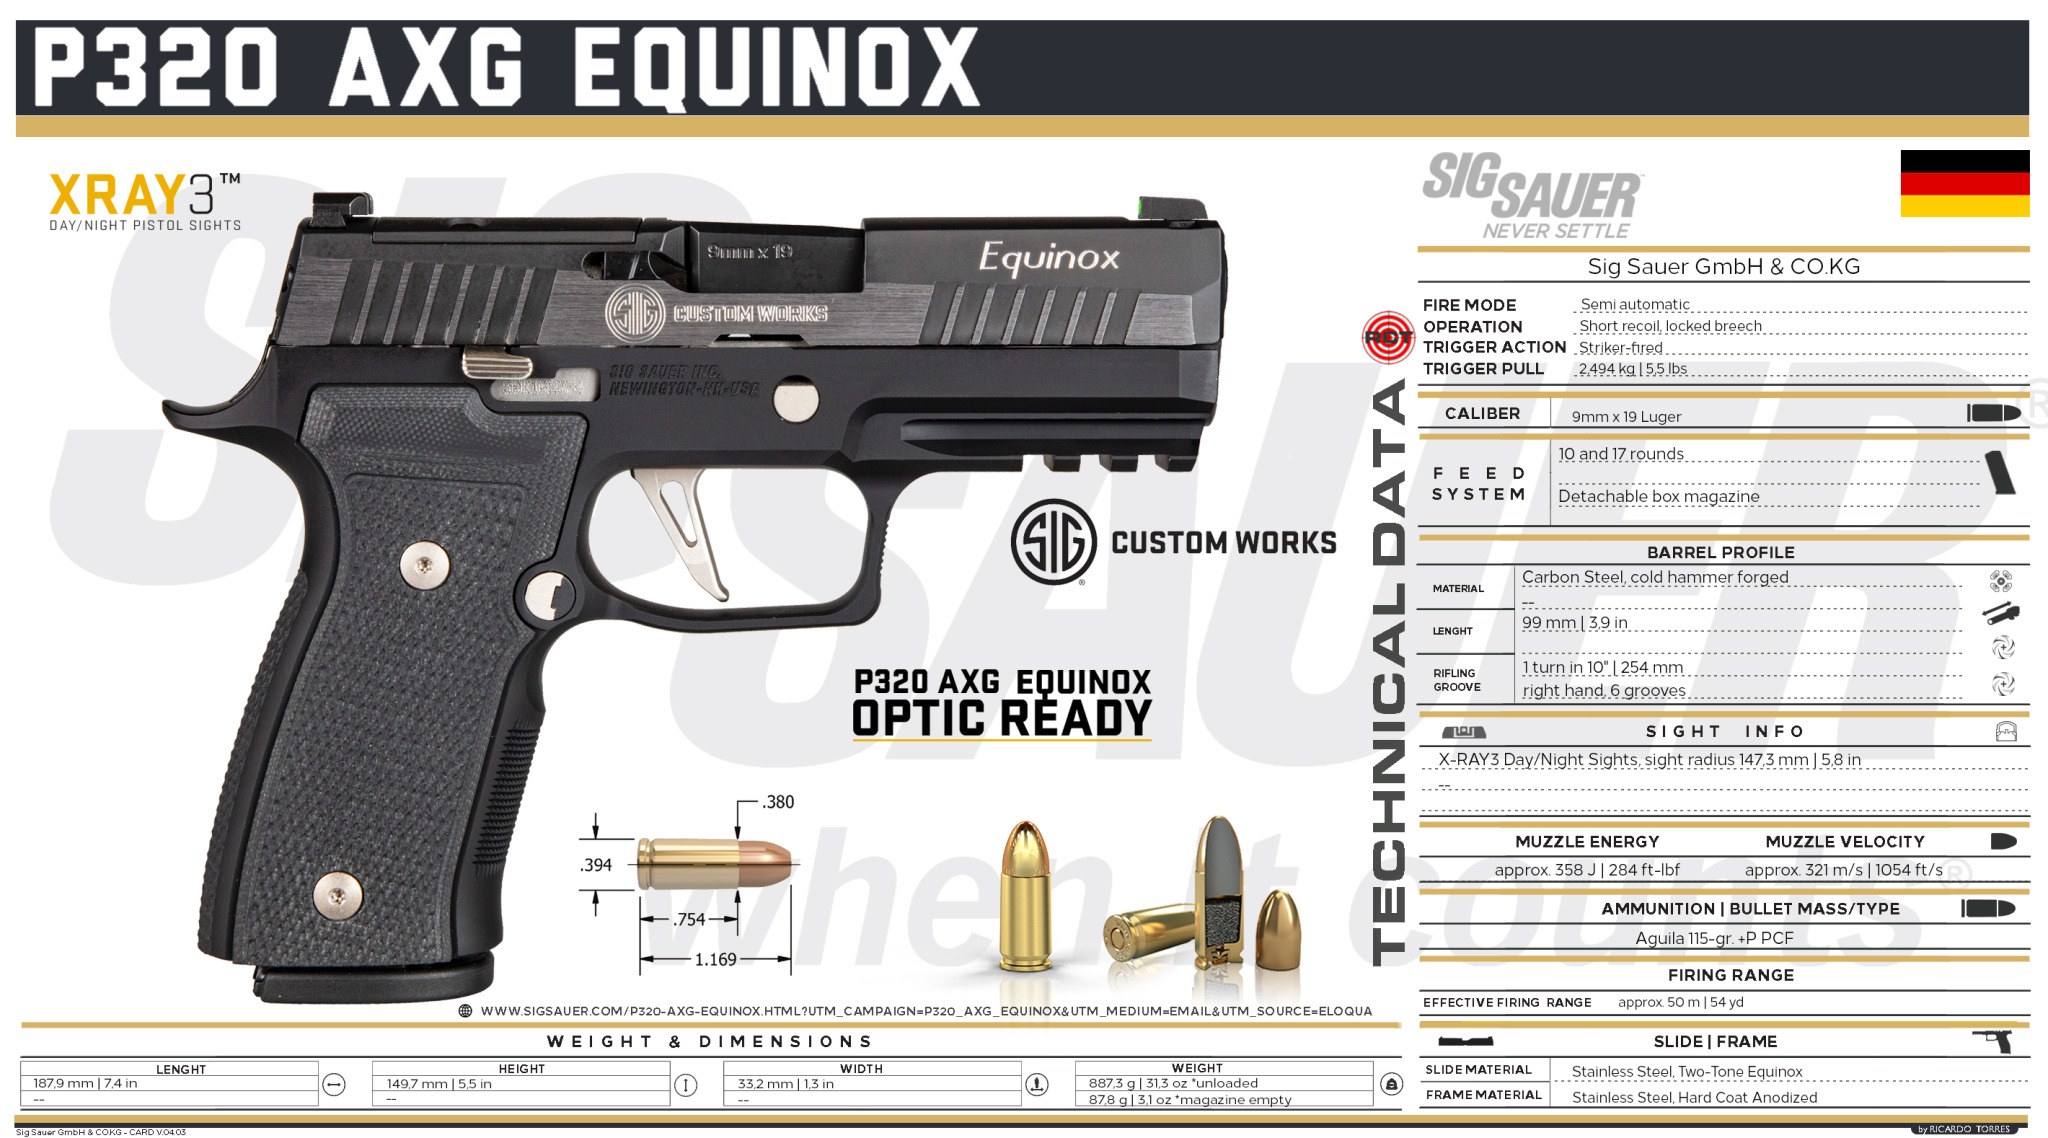 P320 AXG EQUINOX
XRAY3™
DAY/NIGHT PISTOL SIGHTS
9mm x 19
Equinox
SIG CUSTOM WORKS
SIG SAUER INC.
NEWINGTON-NH-USA
SIG CUSTOM WORKS
P320 AXG EQUINOX
OPTIC READY
.380
.394
.754
1.169
when it counts®
WWW.SIGSAUER.COM/P320-AXG-EQUINOX.HTML?UTM_CAMPAIGN=P320_AXG_EQUINOX&UTM_MEDIUM=EMAIL&UTM_SOURCE=ELOQUA
WEIGHT & DIMENSIONS
LENGHT
187,9 mm | 7,4 in
--
HEIGHT
149,7 mm | 5,5 in
--
WIDTH
33,2 mm | 1,3 in
--
WEIGHT
887,3 g | 31,3 oz *unloaded
87,8 g | 3,1 oz *magazine empty
Sig Sauer GmbH & CO.KG - CARD V.04.03
TECHNICAL DATA
RDT
SIG SAUER
NEVER SETTLE
Sig Sauer GmbH & CO.KG
FIRE MODE Semi automatic
OPERATION Short recoil, locked breech
TRIGGER ACTION Striker-fired
TRIGGER PULL 2,494 kg | 5,5 lbs
CALIBER 9mm x 19 Luger
FEED SYSTEM
10 and 17 rounds
Detachable box magazine
BARREL PROFILE
MATERIAL Carbon Steel, cold hammer forged
--
LENGHT 99 mm | 3,9 in
RIFLING GROOVE
1 turn in 10" | 254 mm
right hand, 6 grooves
SIGHT INFO
X-RAY3 Day/Night Sights, sight radius 147,3 mm | 5,8 in
--
MUZZLE ENERGY MUZZLE VELOCITY
approx. 358 J | 284 ft-lbf approx. 321 m/s | 1054 ft/s
AMMUNITION | BULLET MASS/TYPE
Aguila 115-gr. +P PCF
FIRING RANGE
EFFECTIVE FIRING RANGE approx. 50 m | 54 yd
SLIDE | FRAME
SLIDE MATERIAL Stainless Steel, Two-Tone Equinox
FRAME MATERIAL Stainless Steel, Hard Coat Anodized
by RICARDO TORRES
SIG SAUER®